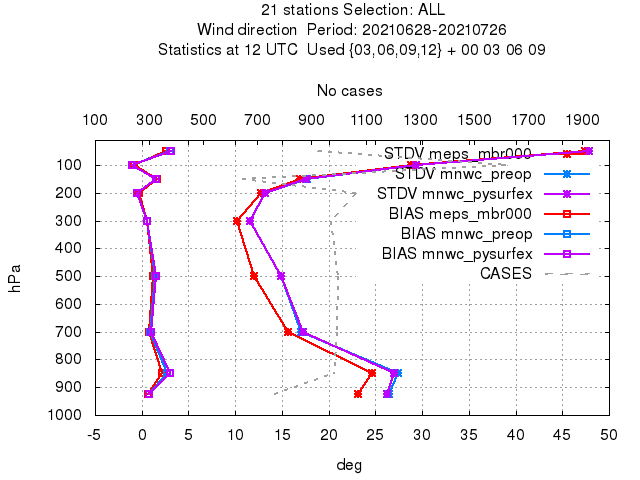 21 stations Selection: ALL
Wind direction  Period: 20210628-20210726
Statistics at 12 UTC  Used {03,06,09,12} + 00 03 06 09
No cases
100 300 500 700 900 1100 1300 1500 1700 1900
STDV meps_mbr000
STDV mnwc_preop
STDV mnwc_pysurfex
BIAS meps_mbr000
BIAS mnwc_preop
BIAS mnwc_pysurfex
CASES
100
200
300
400
500
600
700
800
900
1000
hPa
-5 0 5 10 15 20 25 30 35 40 45 50
deg